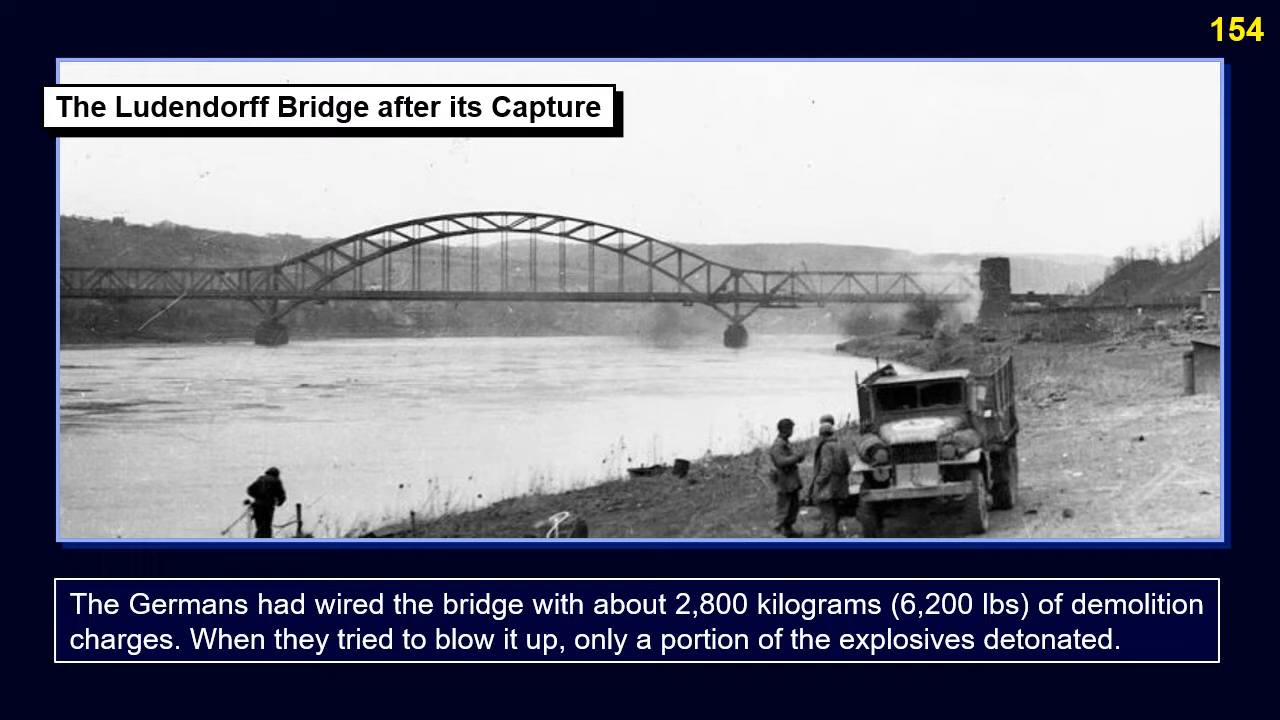 154
The Ludendorff Bridge after its Capture
The Germans had wired the bridge with about 2,800 kilograms (6,200 lbs) of demolition
charges. When they tried to blow it up, only a portion of the explosives detonated.